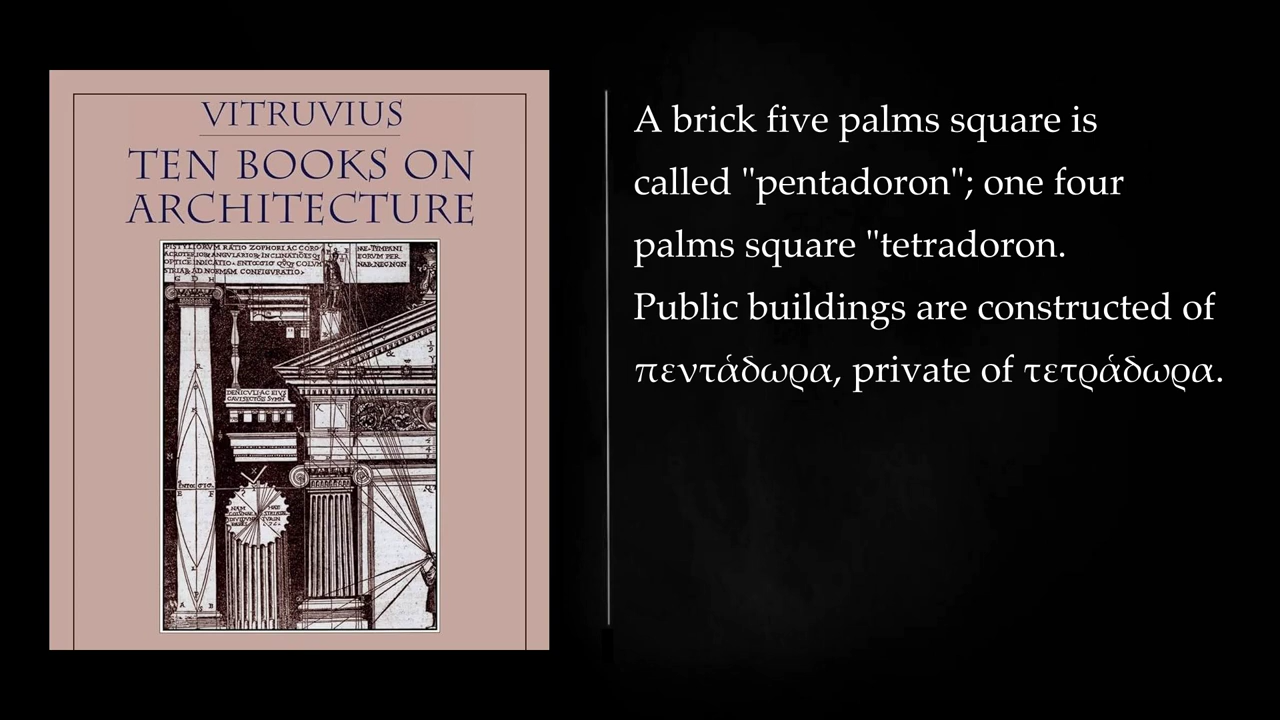 VITRUVIUS
TEN BOOKS ON
ARCHITECTURE
A brick five palms square is
called "pentadoron"; one four
palms square "tetradoron.
Public buildings are constructed of
πεντάδωρα, private of τετράδωρα.